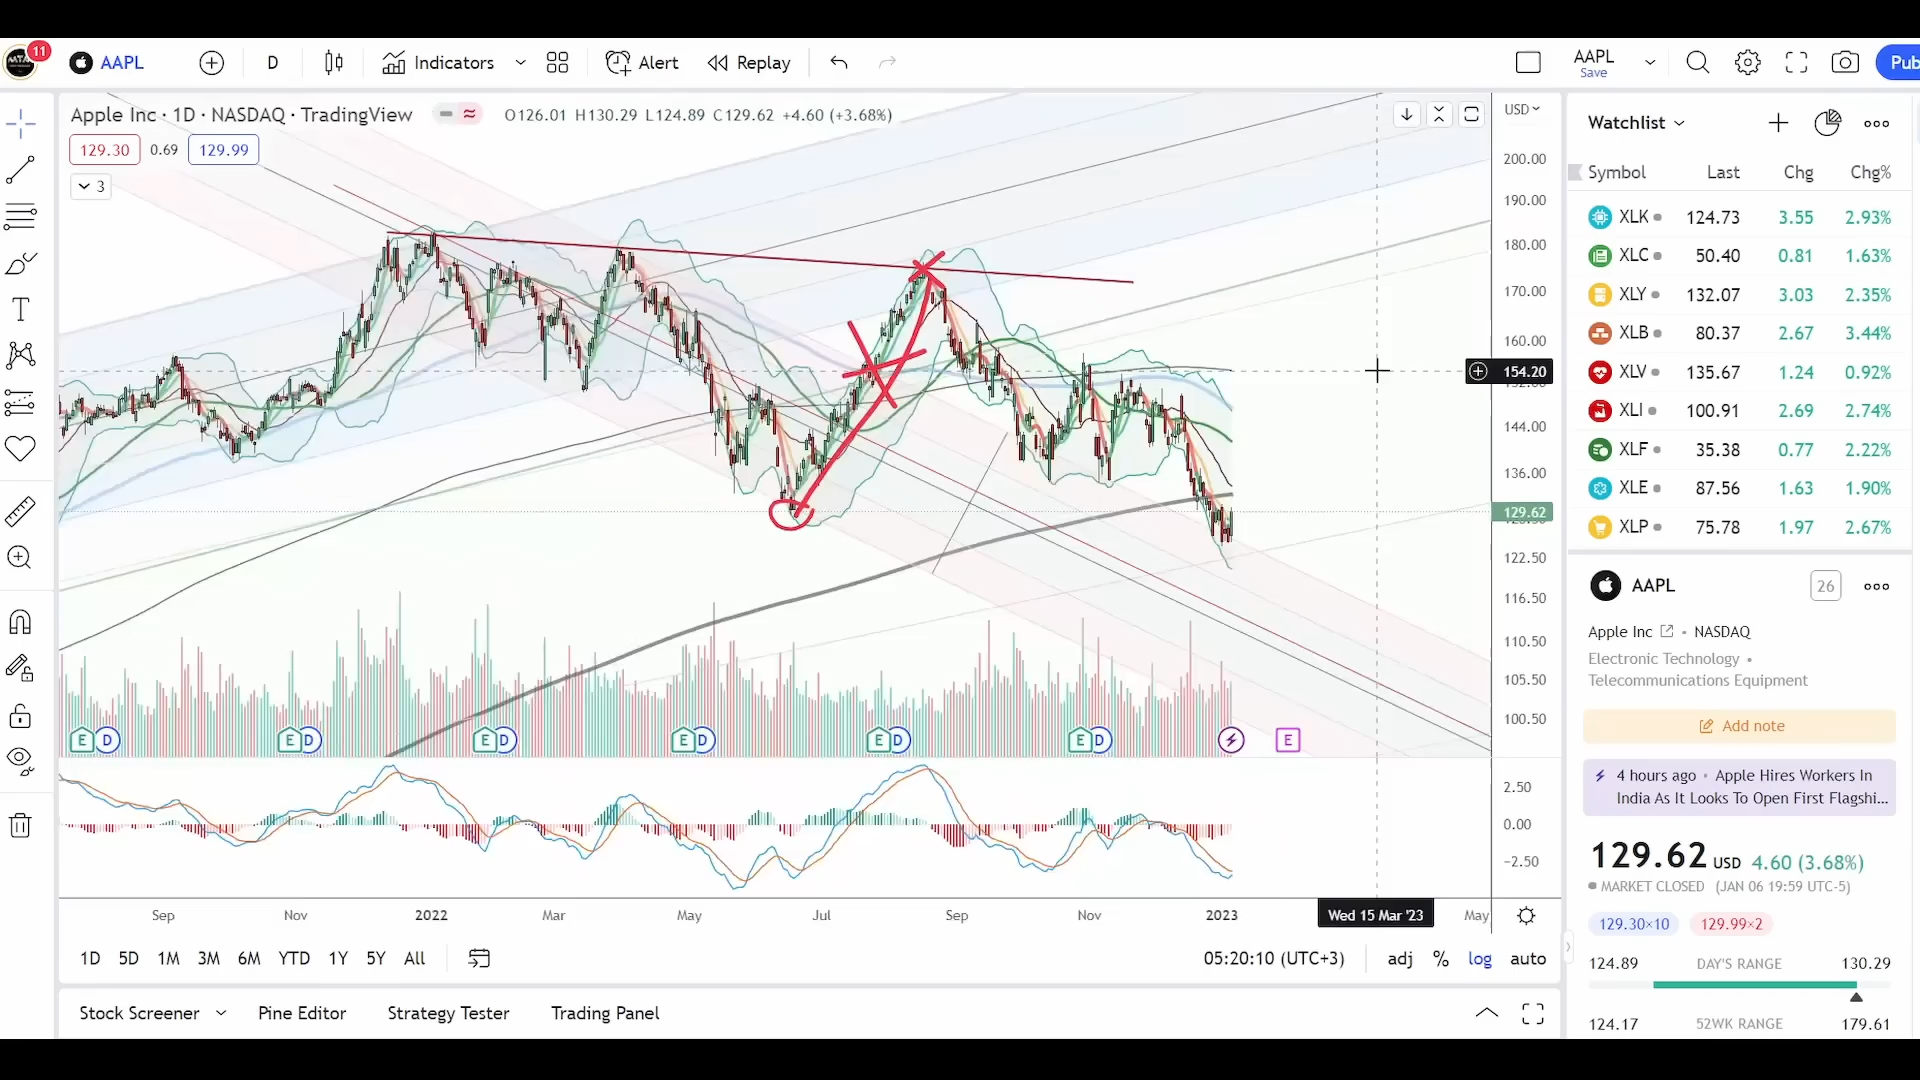 11
AAPL
D
Indicators
Alert
Replay
AAPL
Save
Pub
Apple Inc · 1D · NASDAQ · TradingView
O126.01 H130.29 L124.89 C129.62 +4.60 (+3.68%)
129.30 0.69 129.99
3
USD
200.00
190.00
180.00
170.00
160.00
154.20
144.00
136.00
129.62
122.50
116.50
110.50
105.50
100.50
E D E D E D E D E D E D E
2.50
0.00
−2.50
Sep Nov 2022 Mar May Jul Sep Nov 2023 Wed 15 Mar '23 May
1D 5D 1M 3M 6M YTD 1Y 5Y All
05:20:10 (UTC+3) adj % log auto
Stock Screener Pine Editor Strategy Tester Trading Panel
Watchlist
Symbol Last Chg Chg%
XLK 124.73 3.55 2.93%
XLC 50.40 0.81 1.63%
XLY 132.07 3.03 2.35%
XLB 80.37 2.67 3.44%
XLV 135.67 1.24 0.92%
XLI 100.91 2.69 2.74%
XLF 35.38 0.77 2.22%
XLE 87.56 1.63 1.90%
XLP 75.78 1.97 2.67%
AAPL 26
Apple Inc • NASDAQ
Electronic Technology •
Telecommunications Equipment
Add note
4 hours ago • Apple Hires Workers In
India As It Looks To Open First Flagshi...
129.62 USD 4.60 (3.68%)
MARKET CLOSED (JAN 06 19:59 UTC-5)
129.30×10 129.99×2
124.89 DAY'S RANGE 130.29
124.17 52WK RANGE 179.61